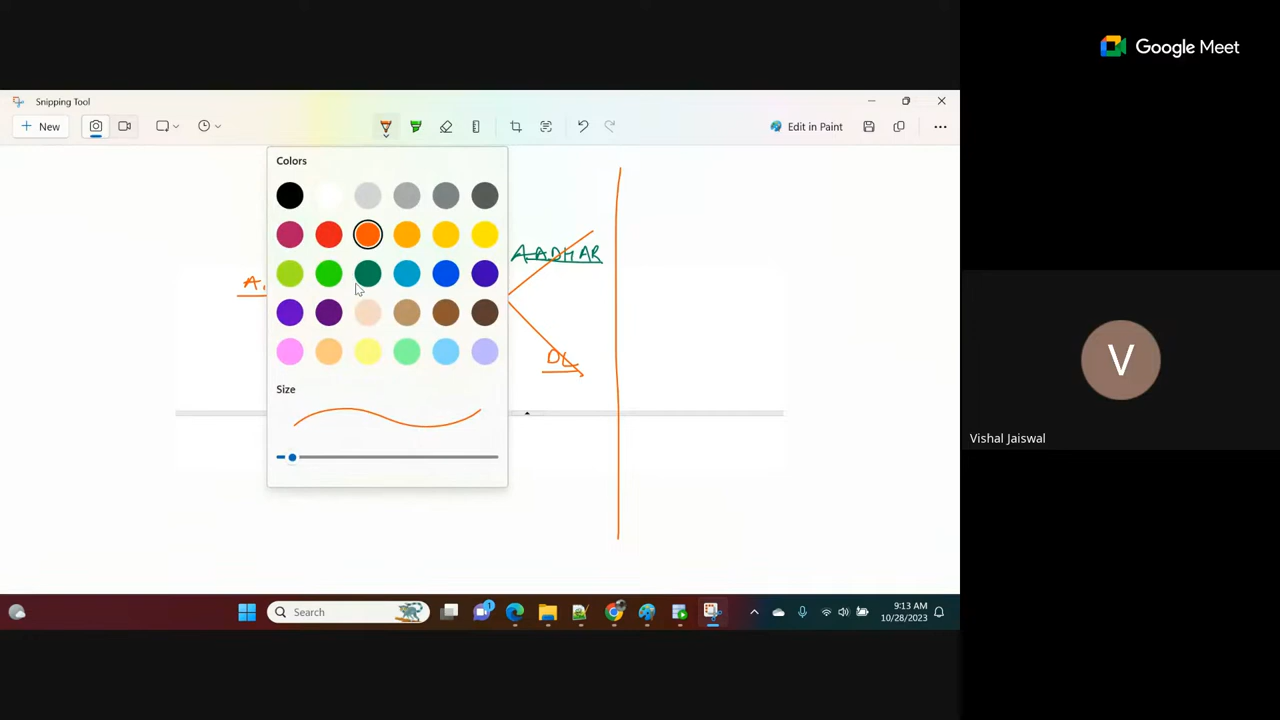 Google Meet
Snipping Tool
New
Edit in Paint
Colors
AADHAR
A.
DL
Size
Vishal Jaiswal
V
Search
9:13 AM
10/28/2023